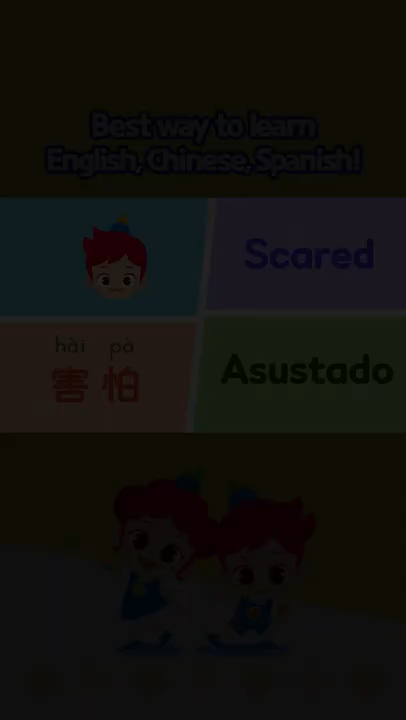 Best way to learn
English, Chinese, Spanish!
Scared
hài pà
害怕
Asustado